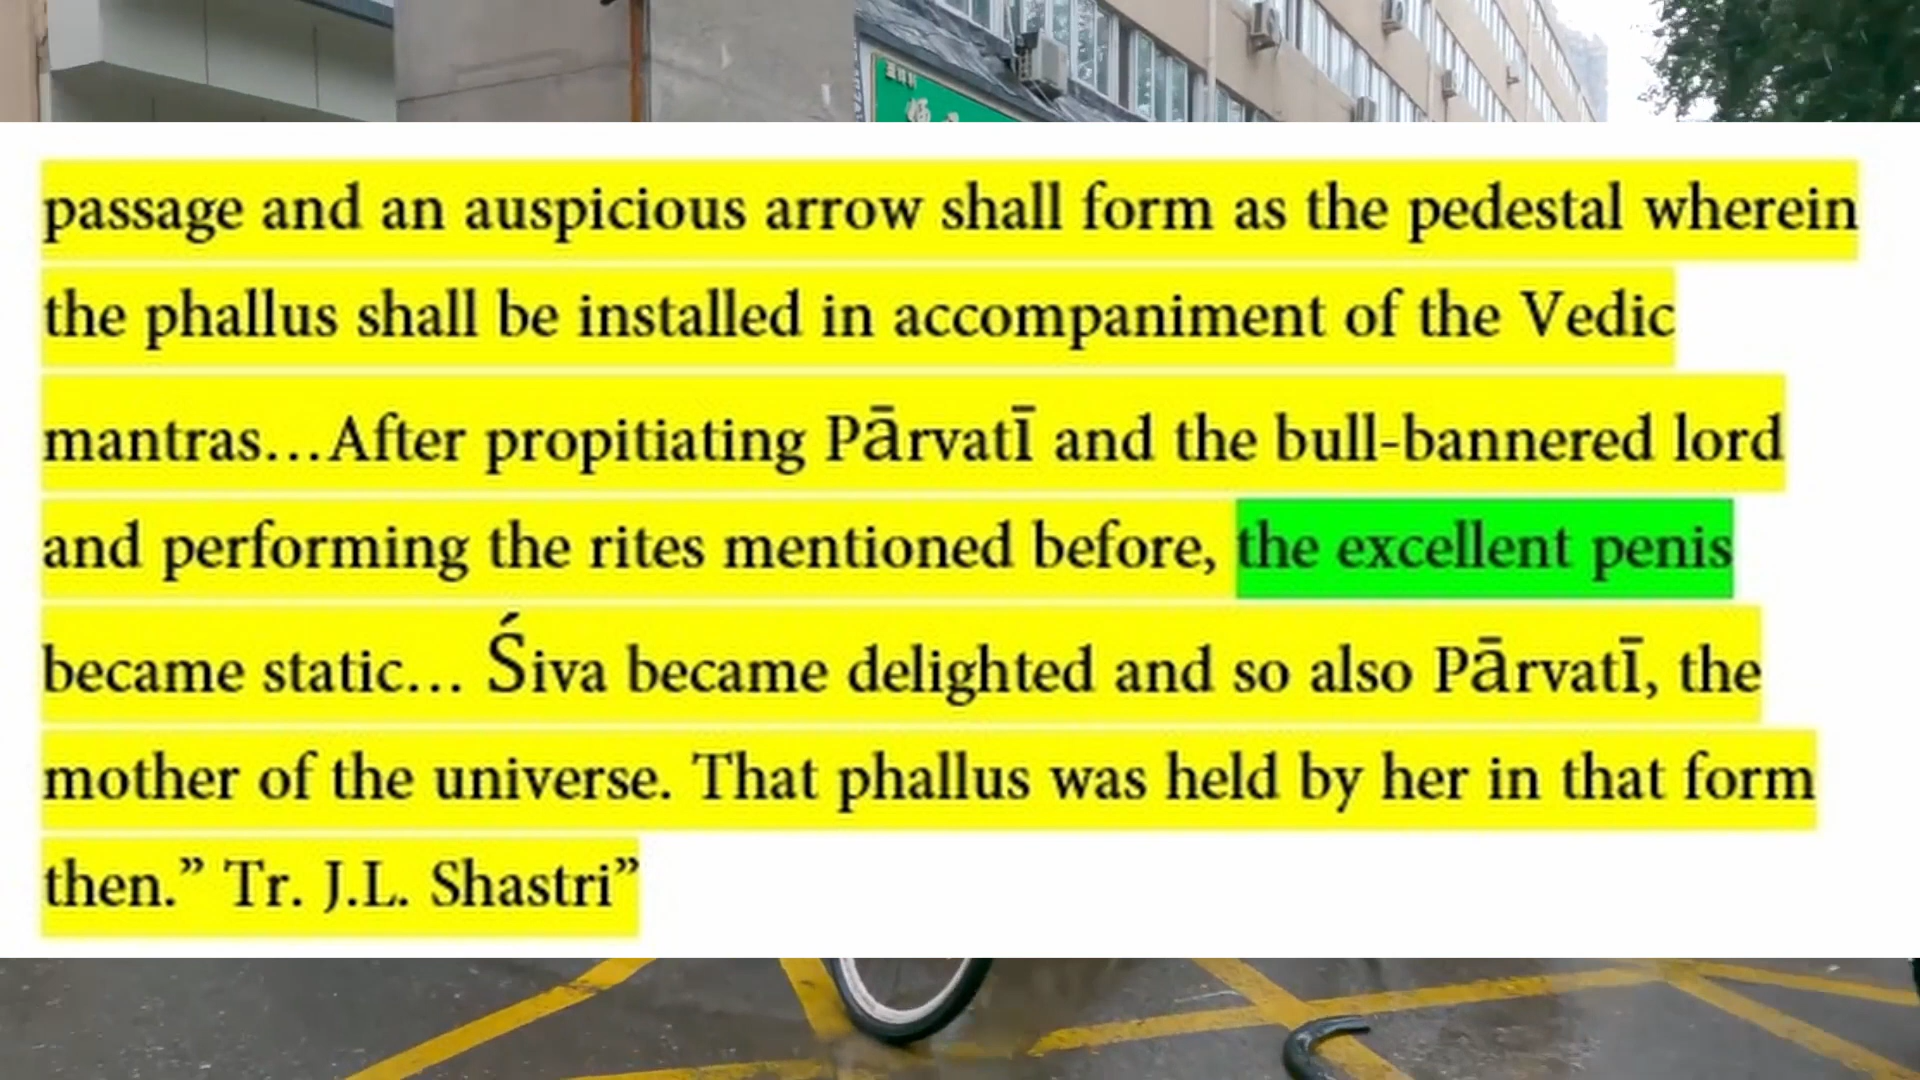 passage and an auspicious arrow shall form as the pedestal wherein
the phallus shall be installed in accompaniment of the Vedic
mantras…After propitiating Pārvatī and the bull-bannered lord
and performing the rites mentioned before, the excellent penis
became static… Śiva became delighted and so also Pārvatī, the
mother of the universe. That phallus was held by her in that form
then.” Tr. J.L. Shastri”